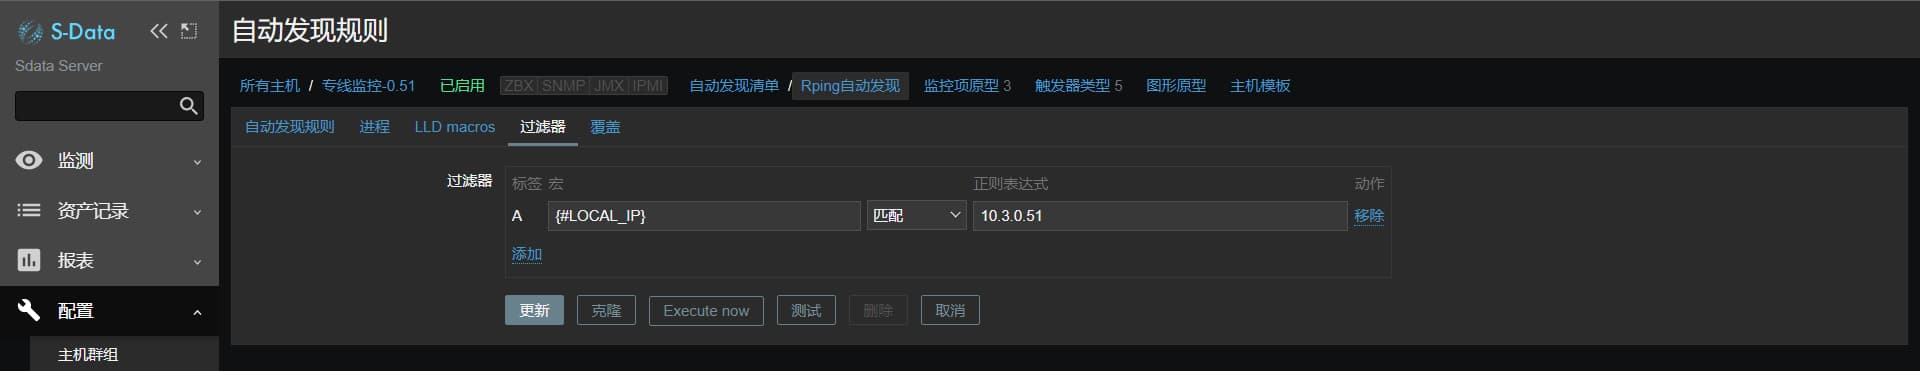 S-Data
Sdata Server
监测
资产记录
报表
配置
主机群组
自动发现规则
所有主机 / 专线监控-0.51 已启用 ZBX SNMP JMX IPMI 自动发现清单 / Rping自动发现 监控项原型 3 触发器类型 5 图形原型 主机模板
自动发现规则 进程 LLD macros 过滤器 覆盖
过滤器 标签 宏 正则表达式 动作
A {#LOCAL_IP} 匹配 10.3.0.51 移除
添加
更新 克隆 Execute now 测试 删除 取消